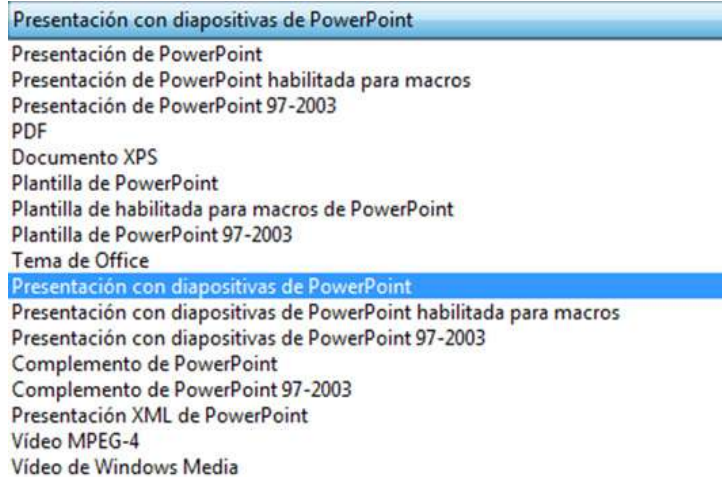 Presentación con diapositivas de PowerPoint
Presentación de PowerPoint
Presentación de PowerPoint habilitada para macros
Presentación de PowerPoint 97-2003
PDF
Documento XPS
Plantilla de PowerPoint
Plantilla de habilitada para macros de PowerPoint
Plantilla de PowerPoint 97-2003
Tema de Office
Presentación con diapositivas de PowerPoint
Presentación con diapositivas de PowerPoint habilitada para macros
Presentación con diapositivas de PowerPoint 97-2003
Complemento de PowerPoint
Complemento de PowerPoint 97-2003
Presentación XML de PowerPoint
Vídeo MPEG-4
Vídeo de Windows Media